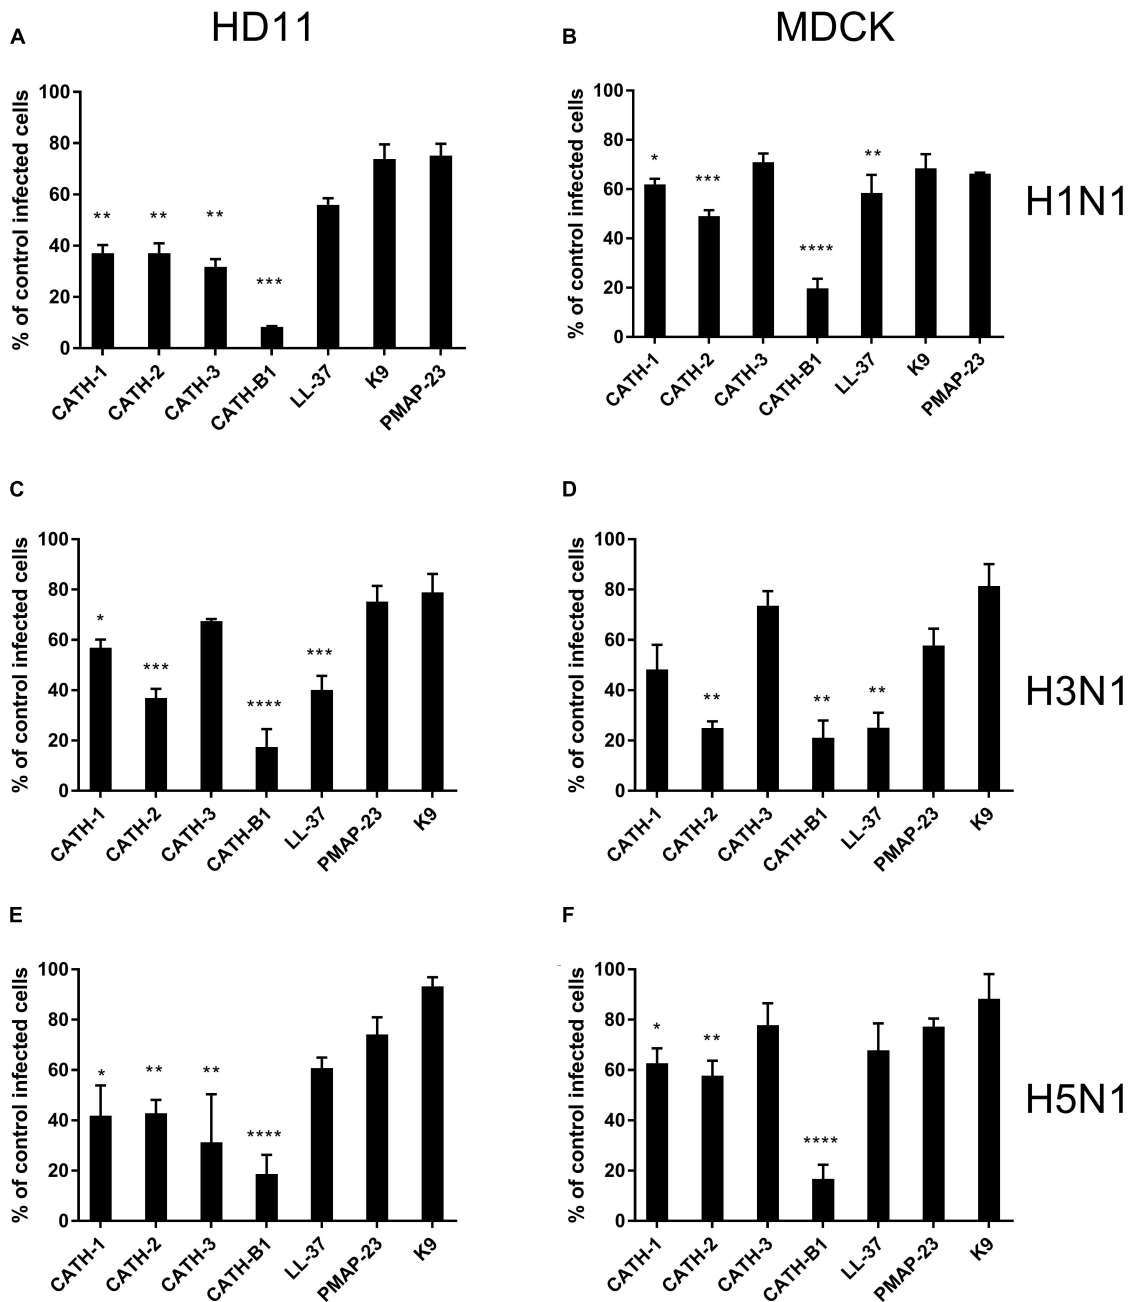 HD11
MDCK
A
% of control infected cells
100
80
60
40
20
0
**
**
**
***
CATH-1
CATH-2
CATH-3
CATH-B1
LL-37
K9
PMAP-23
B
% of control infected cells
100
80
60
40
20
0
*
***
****
**
CATH-1
CATH-2
CATH-3
CATH-B1
LL-37
K9
PMAP-23
H1N1
C
% of control infected cells
100
80
60
40
20
0
*
***
****
***
CATH-1
CATH-2
CATH-3
CATH-B1
LL-37
PMAP-23
K9
D
% of control infected cells
100
80
60
40
20
0
**
**
**
CATH-1
CATH-2
CATH-3
CATH-B1
LL-37
PMAP-23
K9
H3N1
E
% of control infected cells
100
80
60
40
20
0
*
**
**
****
CATH-1
CATH-2
CATH-3
CATH-B1
LL-37
PMAP-23
K9
F
% of control infected cells
100
80
60
40
20
0
*
**
****
CATH-1
CATH-2
CATH-3
CATH-B1
LL-37
PMAP-23
K9
H5N1